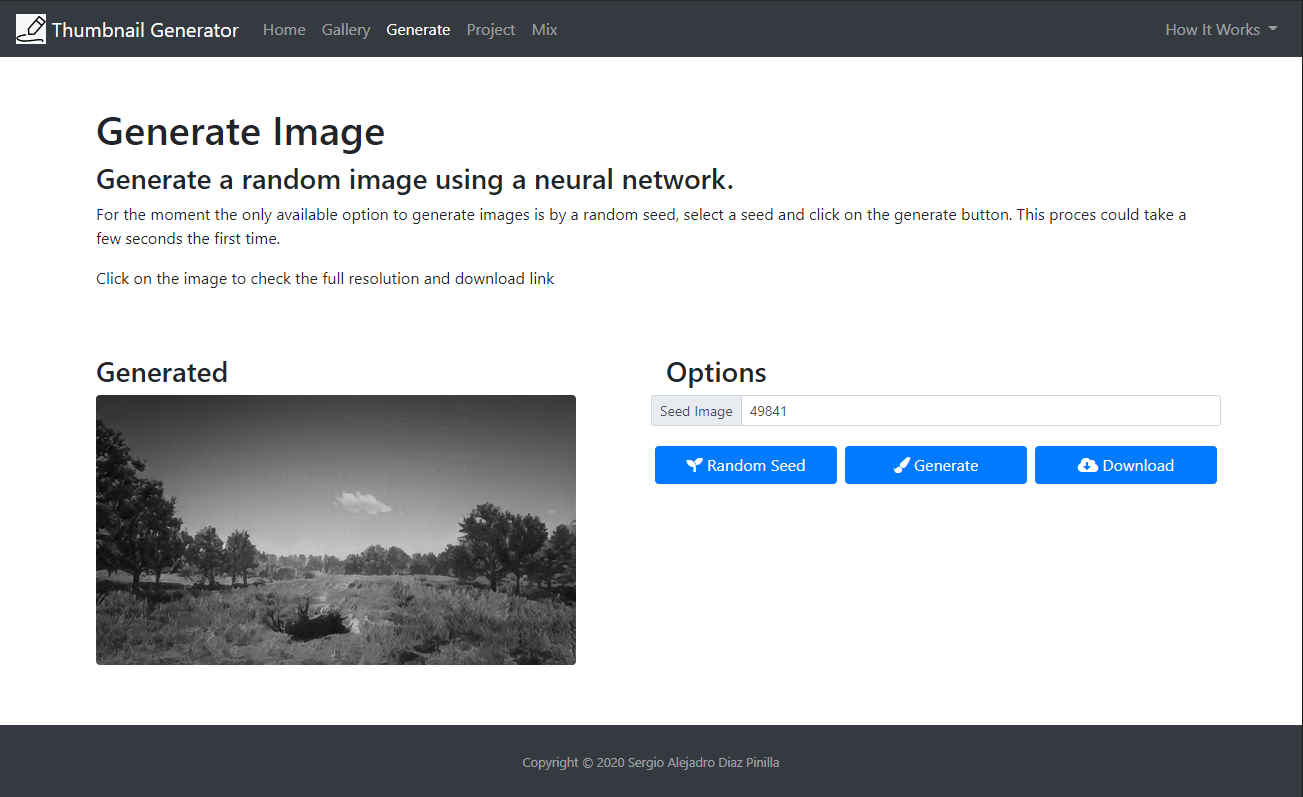 Thumbnail Generator Home Gallery Generate Project Mix How It Works
Generate Image
Generate a random image using a neural network.
For the moment the only available option to generate images is by a random seed, select a seed and click on the generate button. This proces could take a
few seconds the first time.
Click on the image to check the full resolution and download link
Generated
Options
Seed Image 49841
Random Seed Generate Download
Copyright © 2020 Sergio Alejadro Diaz Pinilla